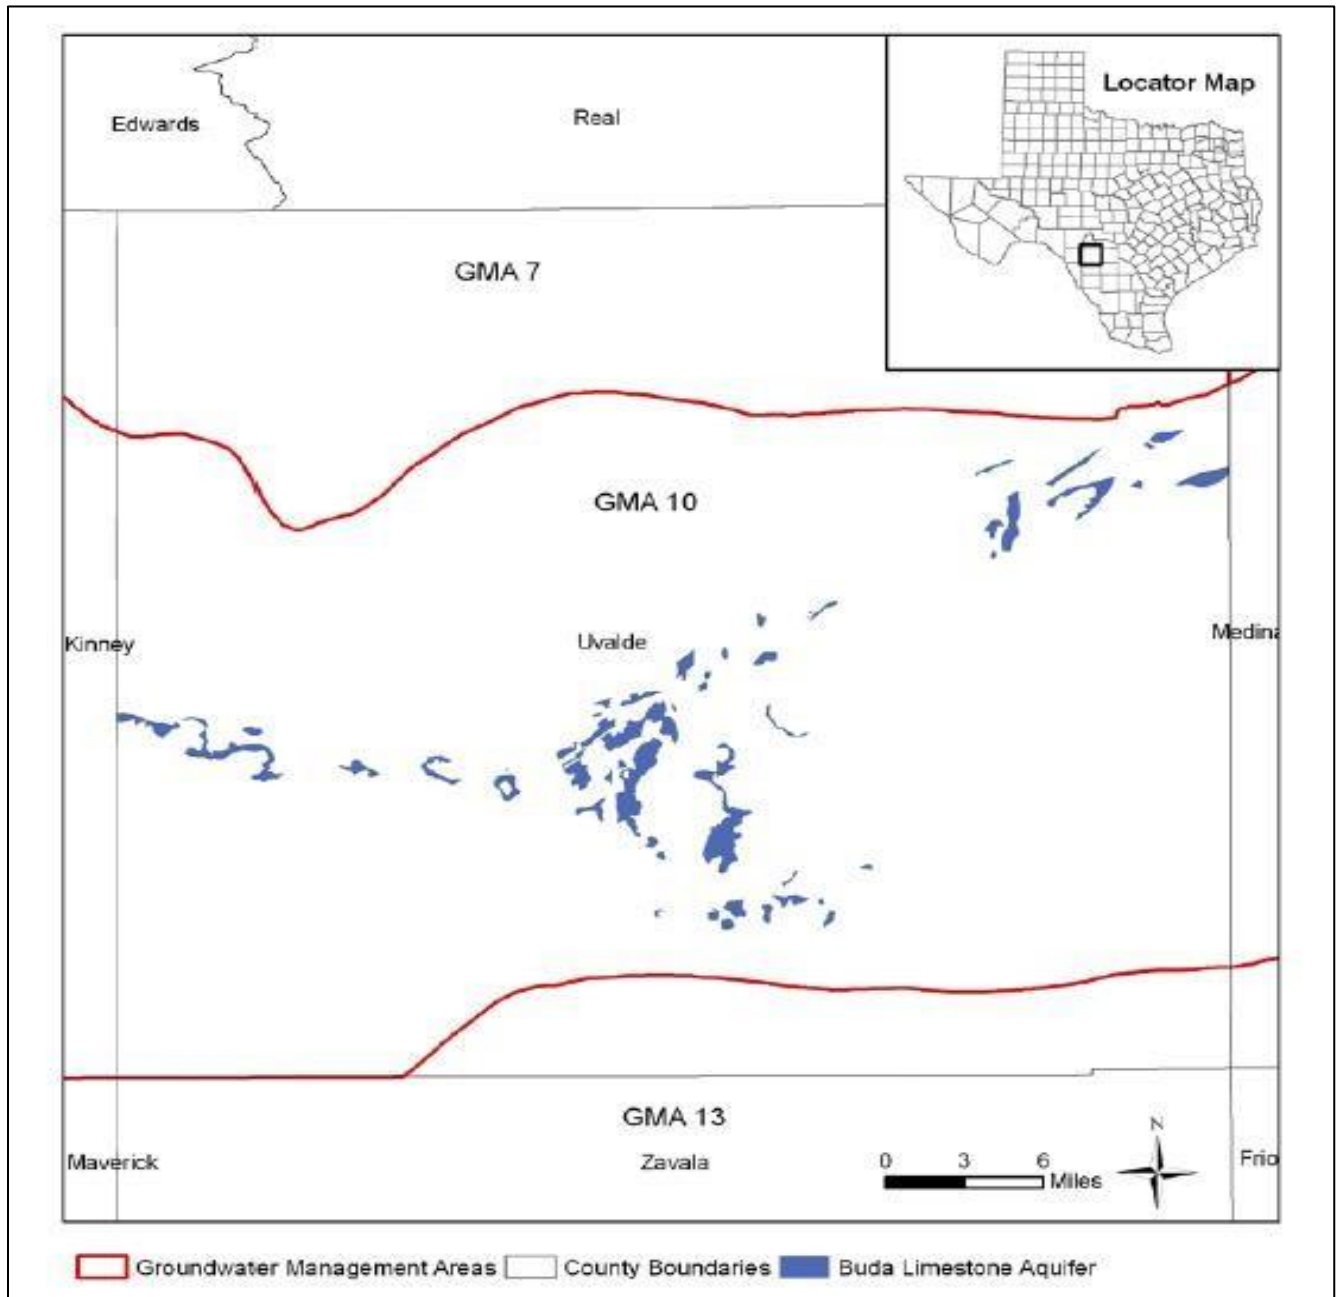 Locator Map
Edwards
Real
GMA 7
GMA 10
Kinney
Uvalde
Medina
GMA 13
Maverick
Zavala
Frio
N
0 3 6
Miles
Groundwater Management Areas County Boundaries Buda Limestone Aquifer